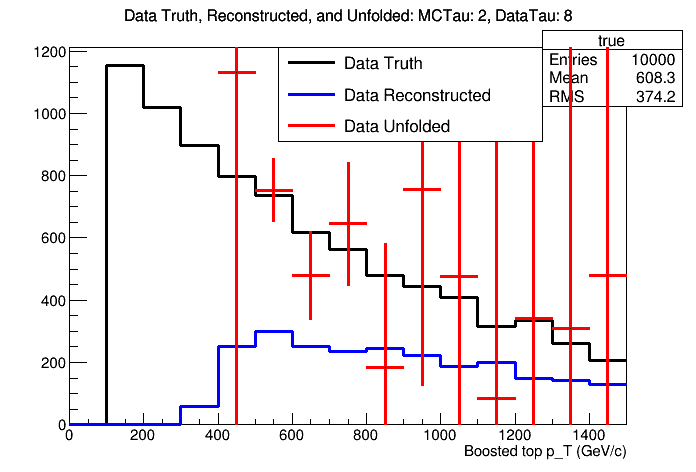 Data Truth, Reconstructed, and Unfolded: MCTau: 2, DataTau: 8
true
Entries 10000
Mean 608.3
RMS 374.2
Data Truth
Data Reconstructed
Data Unfolded
1200
1000
800
600
400
200
0
0 200 400 600 800 1000 1200 1400
Boosted top p_T (GeV/c)